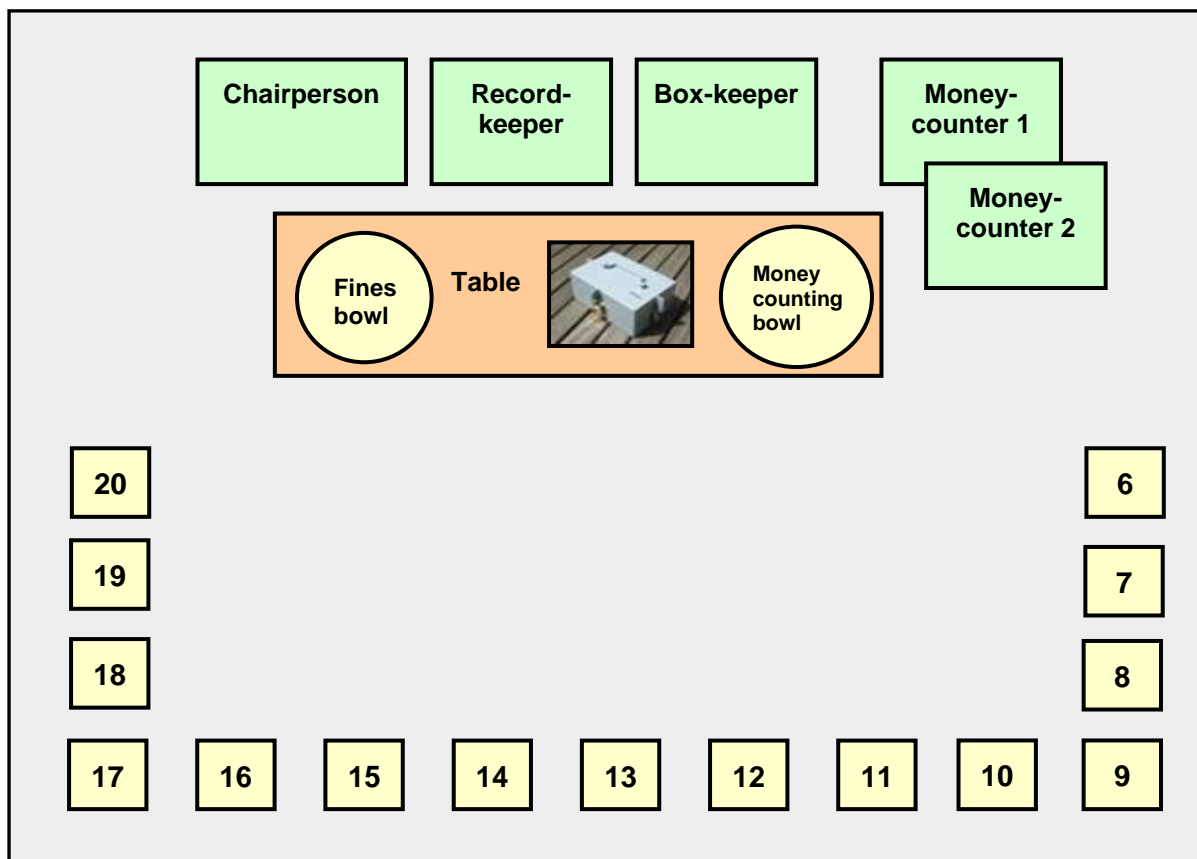 Chairperson
Record-
keeper
Box-keeper
Money-
counter 1
Money-
counter 2
Fines
bowl
Table
Money
counting
bowl
20
6
19
7
18
8
17
16
15
14
13
12
11
10
9